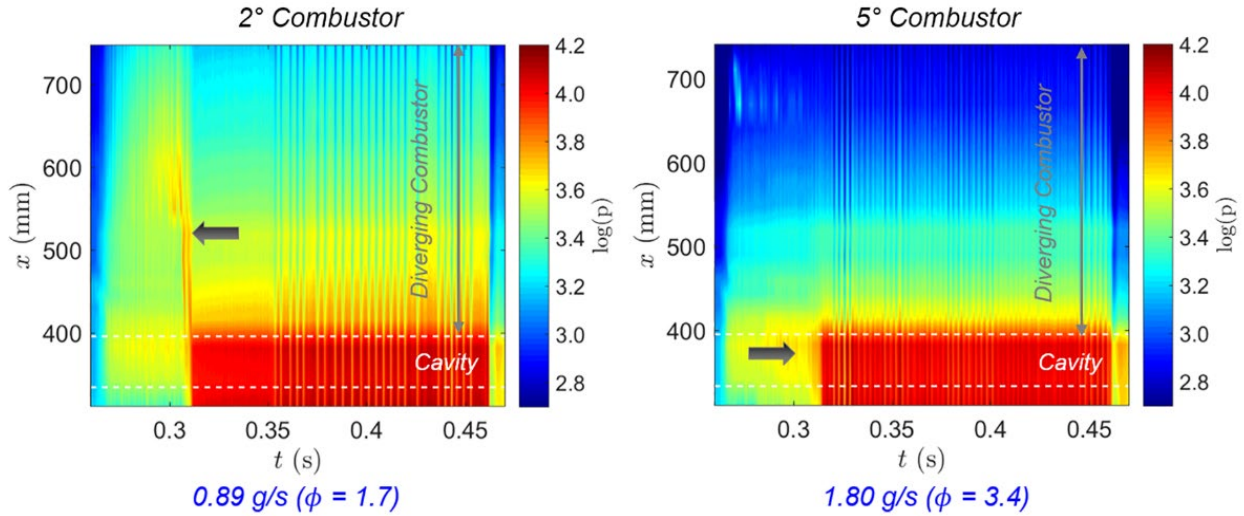 2° Combustor
700
600
500
400
x (mm)
0.3
0.35
0.4
0.45
t (s)
Diverging Combustor
Cavity
4.2
4.0
3.8
3.6
3.4
3.2
3.0
2.8
log(p)
0.89 g/s (ϕ = 1.7)
5° Combustor
700
600
500
400
x (mm)
0.3
0.35
0.4
0.45
t (s)
Diverging Combustor
Cavity
4.2
4.0
3.8
3.6
3.4
3.2
3.0
2.8
log(p)
1.80 g/s (ϕ = 3.4)